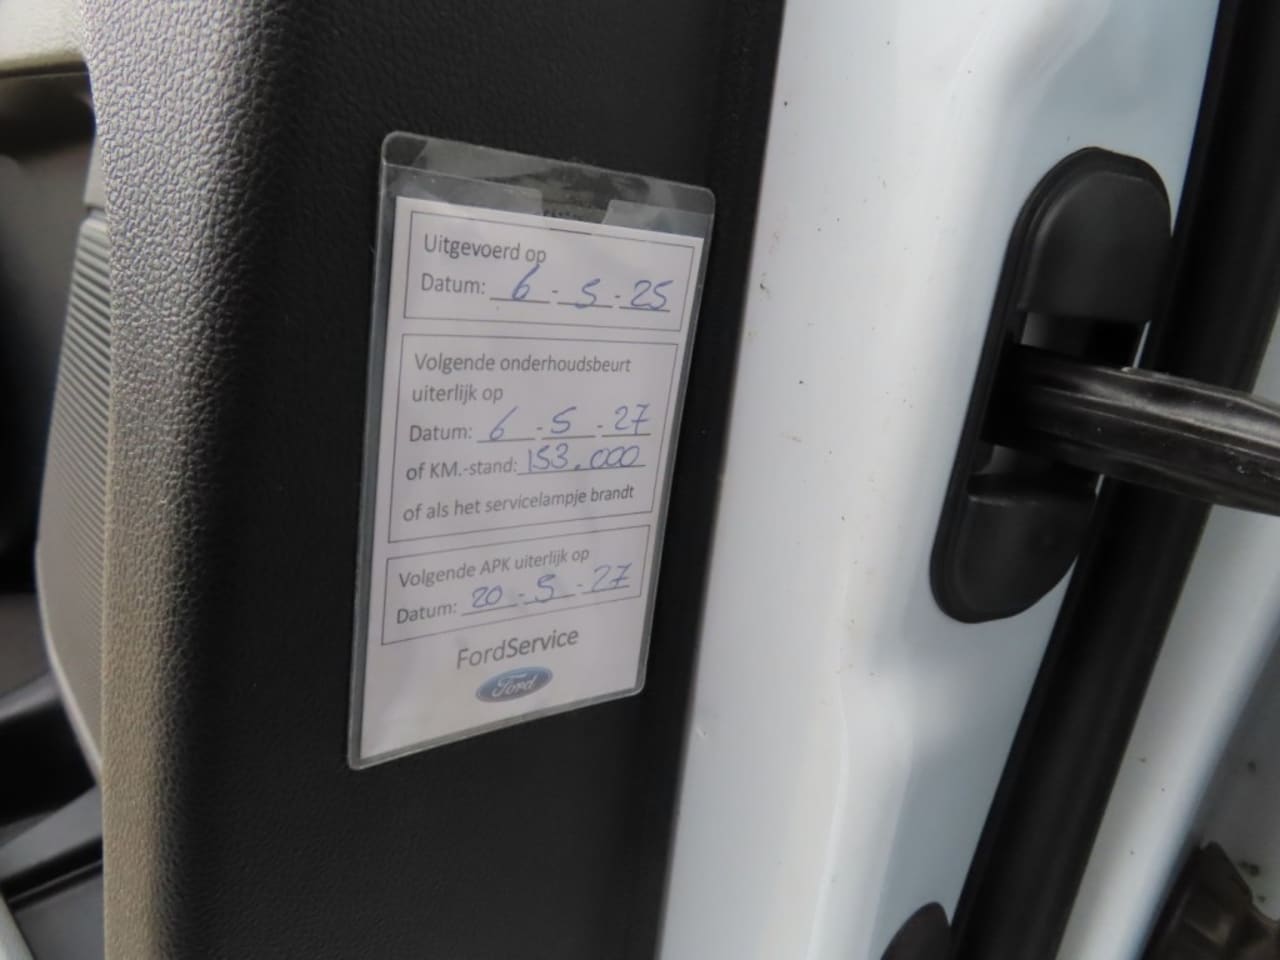 Uitgevoerd op
Datum: 6 - 5 - 25
Volgende onderhoudsbeurt
uiterlijk op
Datum: 6 - 5 - 27
of KM.-stand: 153.000
of als het servicelampje brandt
Volgende APK uiterlijk op
Datum: 20 - 5 - 27
FordService
Ford